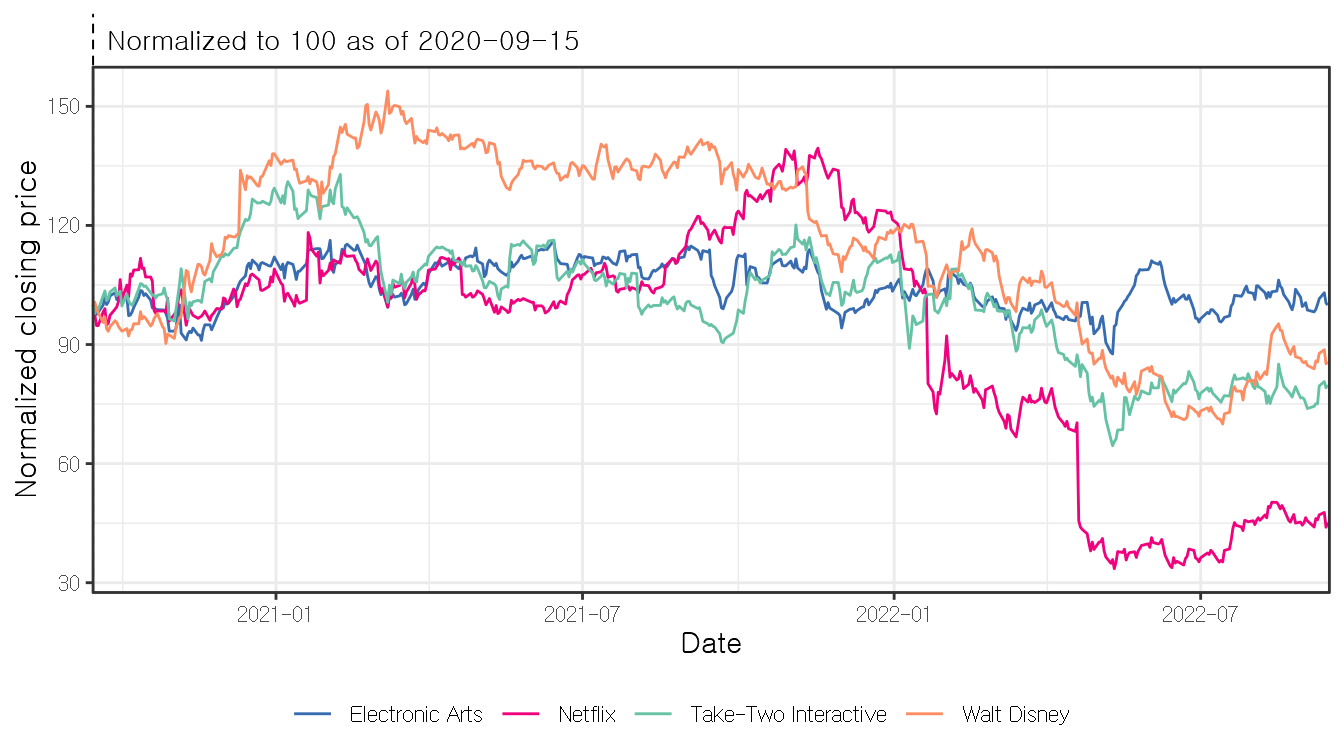 Normalized to 100 as of 2020-09-15
Normalized closing price
150
120
90
60
30
2021-01
2021-07
2022-01
2022-07
Date
Electronic Arts
Netflix
Take-Two Interactive
Walt Disney